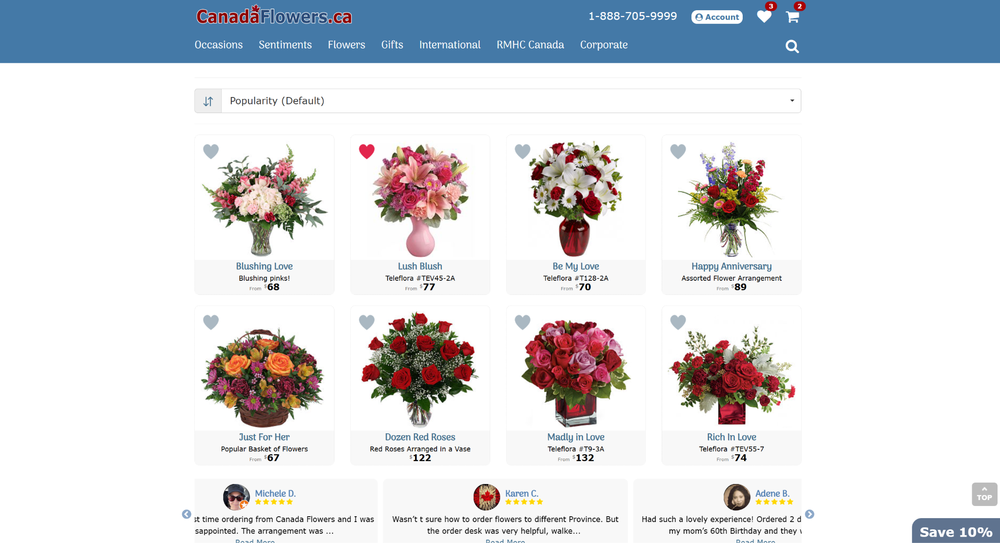 CanadaFlowers.ca
1-888-705-9999
Account
3
2
Occasions Sentiments Flowers Gifts International RMHC Canada Corporate
Popularity (Default)
Blushing Love
Blushing pinks!
From $68
Lush Blush
Teleflora #TEV45-2A
From $77
Be My Love
Teleflora #T128-2A
From $70
Happy Anniversary
Assorted Flower Arrangement
From $89
Just For Her
Popular Basket of Flowers
From $67
Dozen Red Roses
Red Roses Arranged in a Vase
$122
Madly in Love
Teleflora #T9-3A
From $132
Rich In Love
Teleflora #TEV55-7
From $74
Michele D.
st time ordering from Canada Flowers and I was
sappointed. The arrangement was ...
Read More
Karen C.
Wasn’t t sure how to order flowers to different Province. But
the order desk was very helpful, walke...
Read More
Adene B.
Had such a lovely experience! Ordered 2 d
my mom’s 60th Birthday and they
Read More
TOP
Save 10%